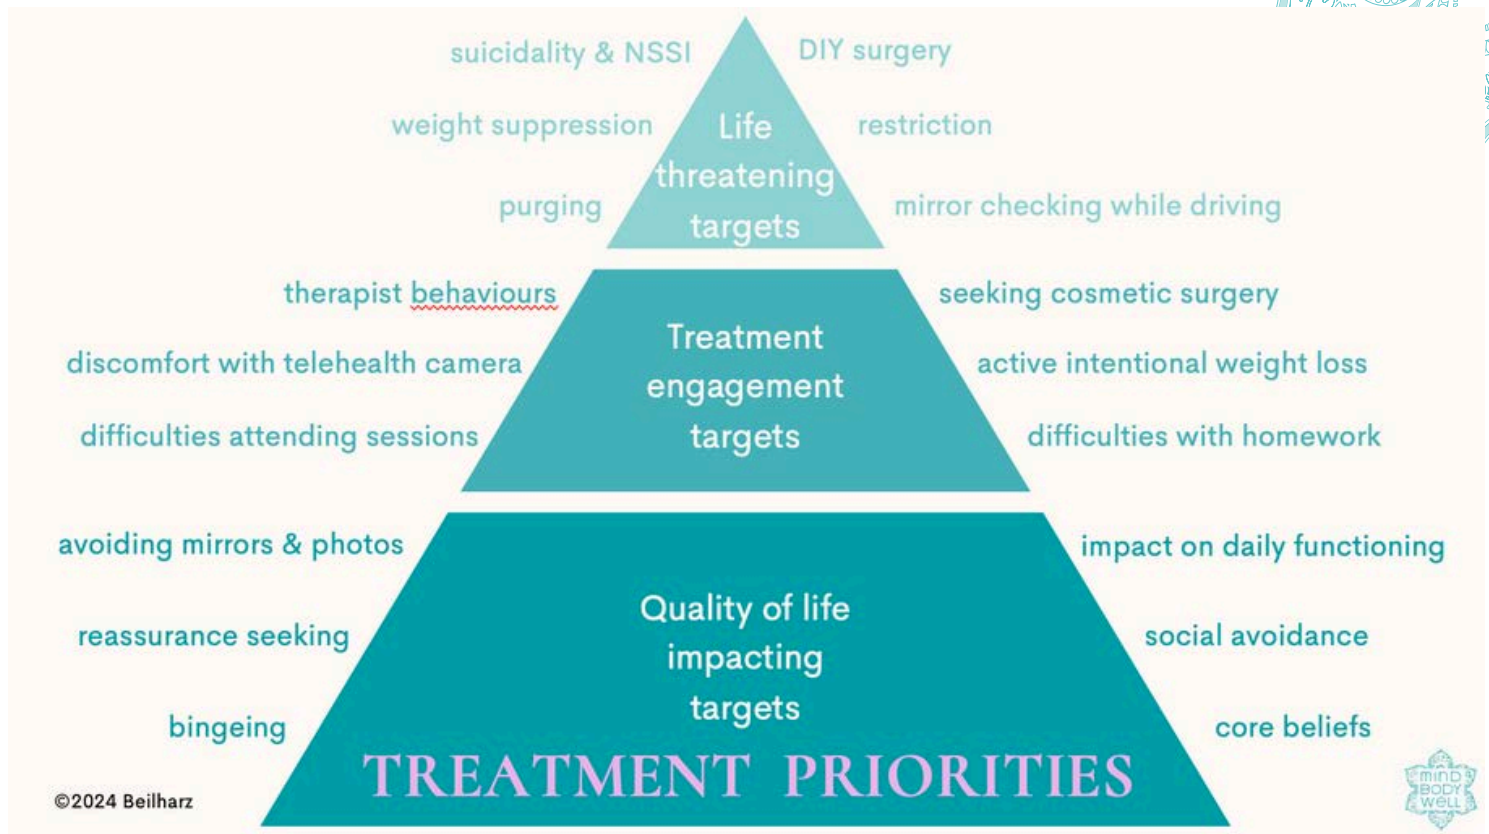 suicidality & NSSI
DIY surgery
weight suppression
Life
restriction
threatening
purging
targets
mirror checking while driving
therapist behaviours
seeking cosmetic surgery
Treatment
discomfort with telehealth camera
engagement
active intentional weight loss
difficulties attending sessions
targets
difficulties with homework
avoiding mirrors & photos
impact on daily functioning
Quality of life
reassurance seeking
impacting
social avoidance
targets
bingeing
core beliefs
TREATMENT PRIORITIES
©2024 Beilharz
MIND
BODY
WELL